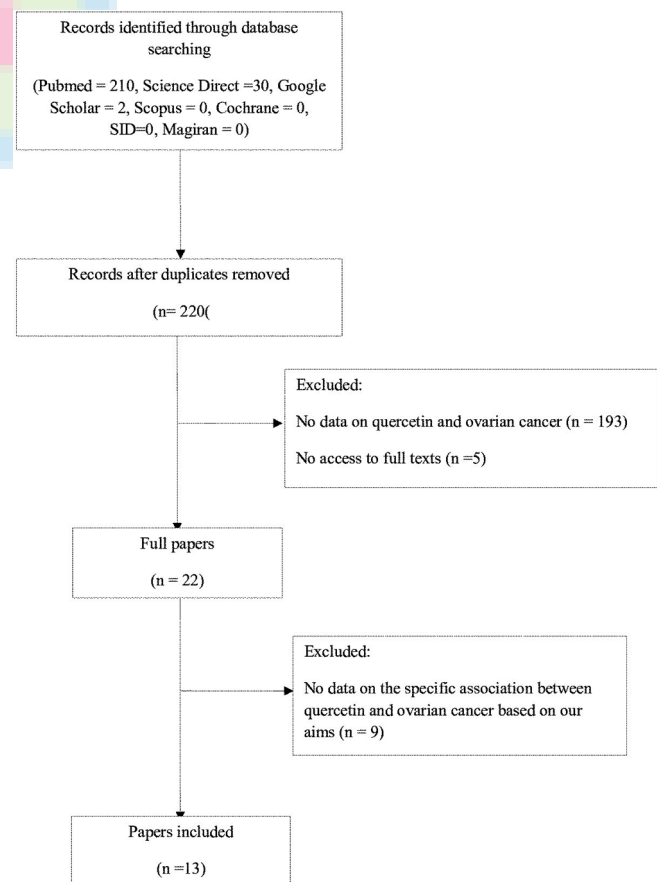 Records identified through database
searching
(Pubmed = 210, Science Direct =30, Google
Scholar = 2, Scopus = 0, Cochrane = 0,
SID=0, Magiran = 0)
Records after duplicates removed
(n= 220(
Excluded:
No data on quercetin and ovarian cancer (n = 193)
No access to full texts (n =5)
Full papers
(n = 22)
Excluded:
No data on the specific association between
quercetin and ovarian cancer based on our
aims (n = 9)
Papers included
(n =13)